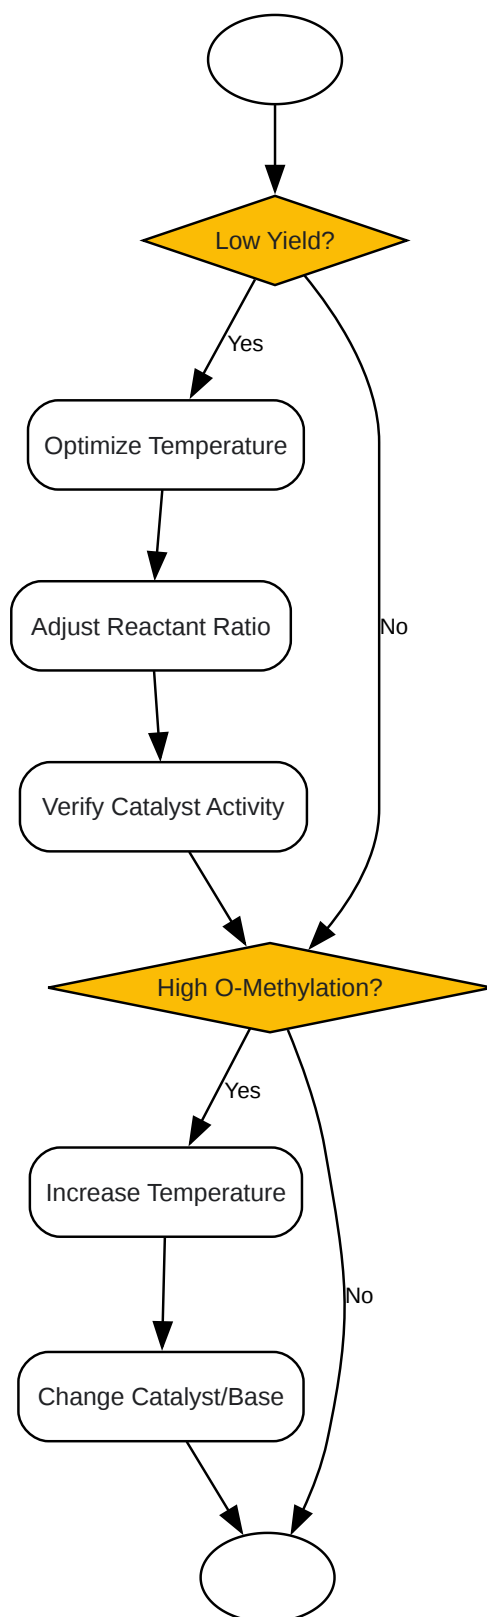 Low Yield?
Yes
Optimize Temperature
Adjust Reactant Ratio
No
Verify Catalyst Activity
High O-Methylation?
Yes
Increase Temperature
No
Change Catalyst/Base